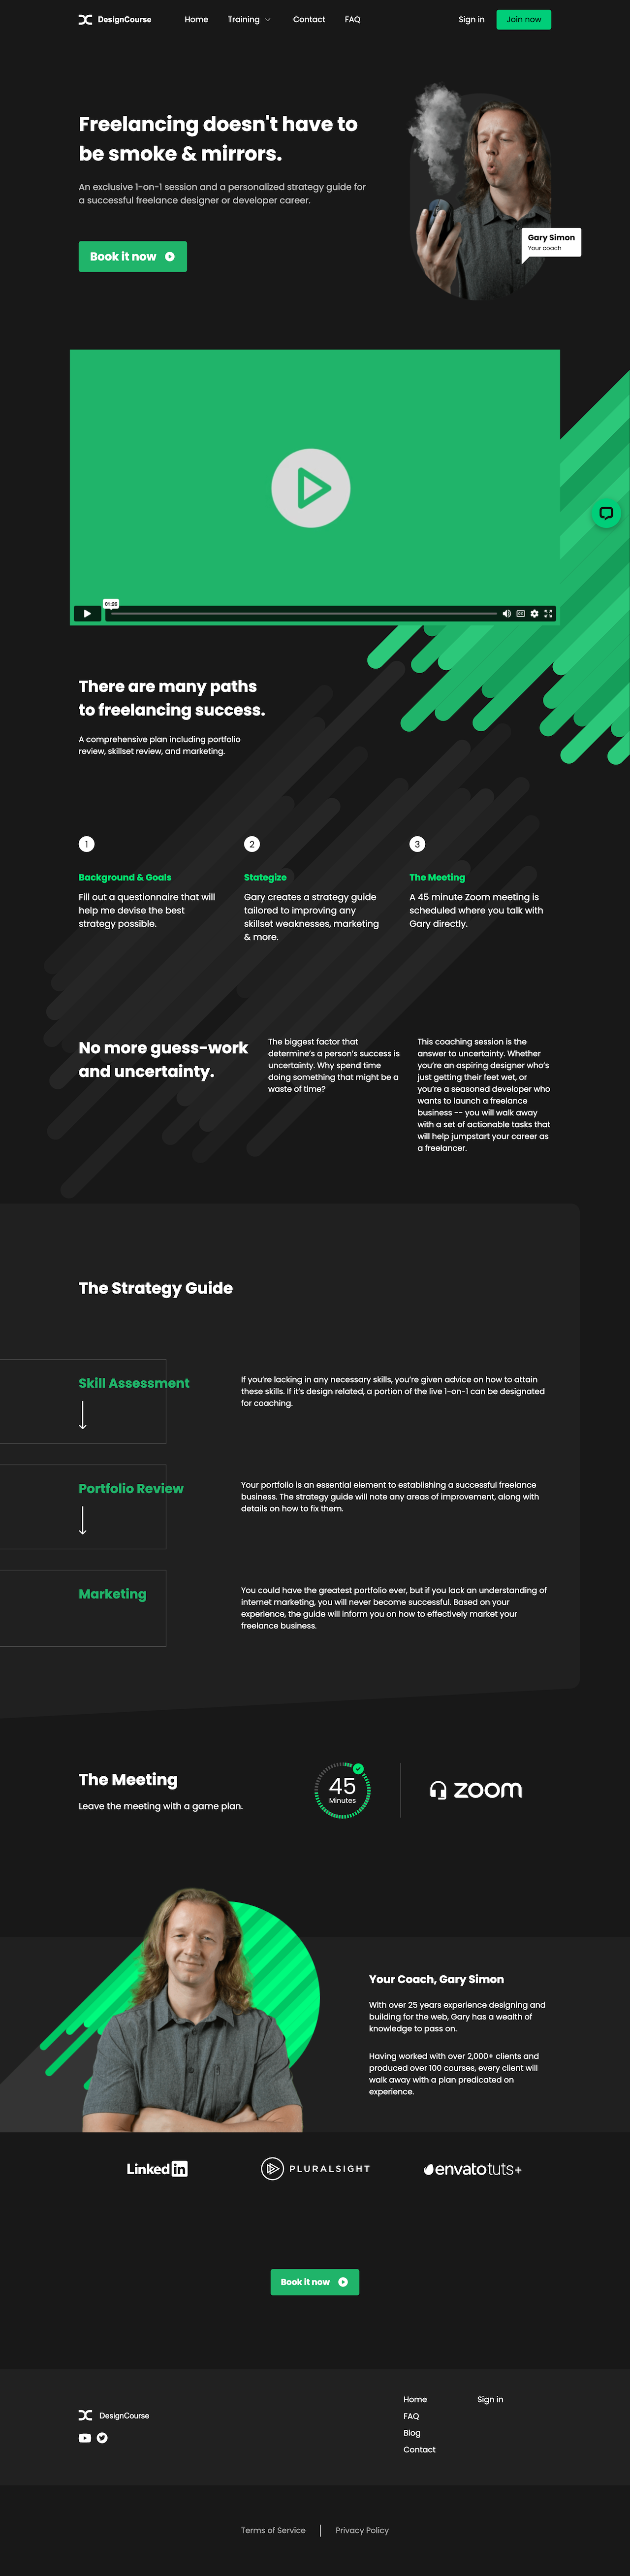 DesignCourse
Home
Training
Contact
FAQ
Sign in
Join now
Freelancing doesn't have to
be smoke & mirrors.
An exclusive 1-on-1 session and a personalized strategy guide for
a successful freelance designer or developer career.
Book it now
Gary Simon
Your coach
01:26
There are many paths
to freelancing success.
A comprehensive plan including portfolio
review, skillset review, and marketing.
1
Background & Goals
Fill out a questionnaire that will
help me devise the best
strategy possible.
2
Stategize
Gary creates a strategy guide
tailored to improving any
skillset weaknesses, marketing
& more.
3
The Meeting
A 45 minute Zoom meeting is
scheduled where you talk with
Gary directly.
No more guess-work
and uncertainty.
The biggest factor that
determine's a person's success is
uncertainty. Why spend time
doing something that might be a
waste of time?
This coaching session is the
answer to uncertainty. Whether
you're an aspiring designer who's
just getting their feet wet, or
you're a seasoned developer who
wants to launch a freelance
business -- you will walk away
with a set of actionable tasks that
will help jumpstart your career as
a freelancer.
The Strategy Guide
Skill Assessment
If you're lacking in any necessary skills, you're given advice on how to attain
these skills. If it's design related, a portion of the live 1-on-1 can be designated
for coaching.
Portfolio Review
Your portfolio is an essential element to establishing a successful freelance
business. The strategy guide will note any areas of improvement, along with
details on how to fix them.
Marketing
You could have the greatest portfolio ever, but if you lack an understanding of
internet marketing, you will never become successful. Based on your
experience, the guide will inform you on how to effectively market your
freelance business.
The Meeting
Leave the meeting with a game plan.
45
Minutes
zoom
Your Coach, Gary Simon
With over 25 years experience designing and
building for the web, Gary has a wealth of
knowledge to pass on.
Having worked with over 2,000+ clients and
produced over 100 courses, every client will
walk away with a plan predicated on
experience.
Linked in
PLURALSIGHT
envatotuts+
Book it now
DesignCourse
Home
FAQ
Blog
Contact
Sign in
Terms of Service
Privacy Policy